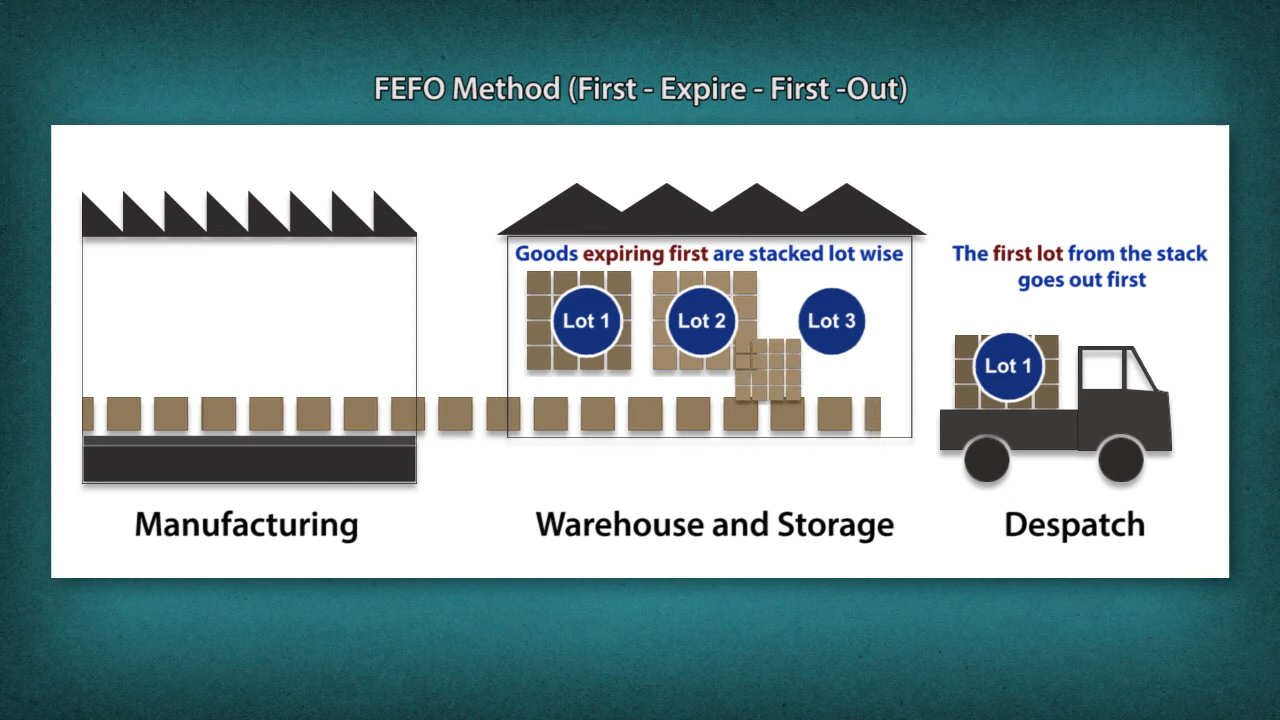 FEFO Method (First - Expire - First -Out)
Goods expiring first are stacked lot wise
Lot 1
Lot 2
Lot 3
The first lot from the stack
goes out first
Lot 1
Manufacturing
Warehouse and Storage
Despatch